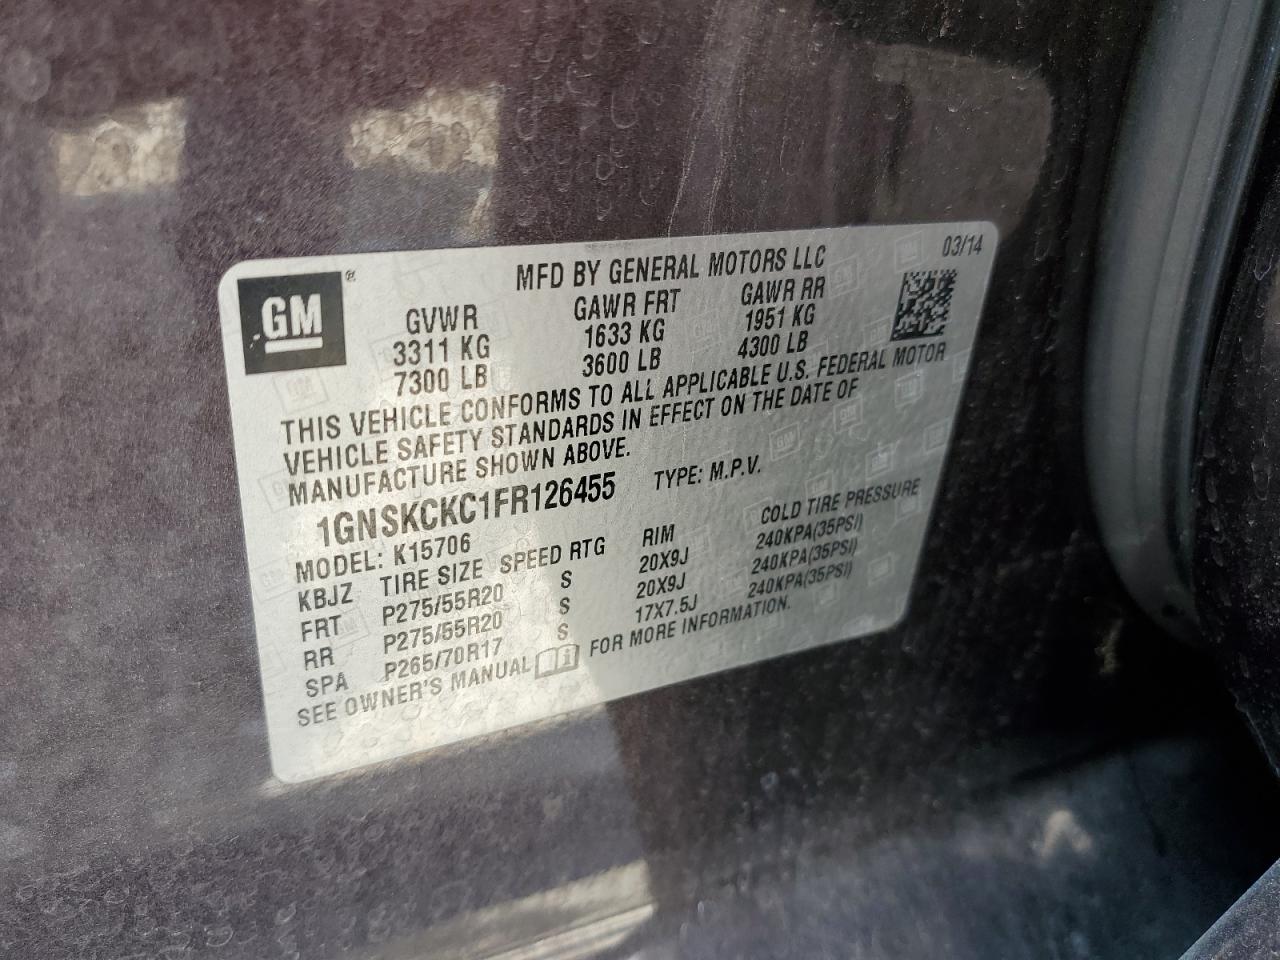 03/14
MFD BY GENERAL MOTORS LLC
GM®
GVWR GAWR FRT GAWR RR
3311 KG 1633 KG 1951 KG
7300 LB 3600 LB 4300 LB
THIS VEHICLE CONFORMS TO ALL APPLICABLE U.S. FEDERAL MOTOR
VEHICLE SAFETY STANDARDS IN EFFECT ON THE DATE OF
MANUFACTURE SHOWN ABOVE.
1GNSKCKC1FR126455 TYPE: M.P.V.
MODEL: K15706
KBJZ TIRE SIZE SPEED RTG RIM COLD TIRE PRESSURE
FRT P275/55R20 S 20X9J 240KPA(35PSI)
RR P275/55R20 S 20X9J 240KPA(35PSI)
SPA P265/70R17 S 17X7.5J 240KPA(35PSI)
SEE OWNER'S MANUAL FOR MORE INFORMATION.